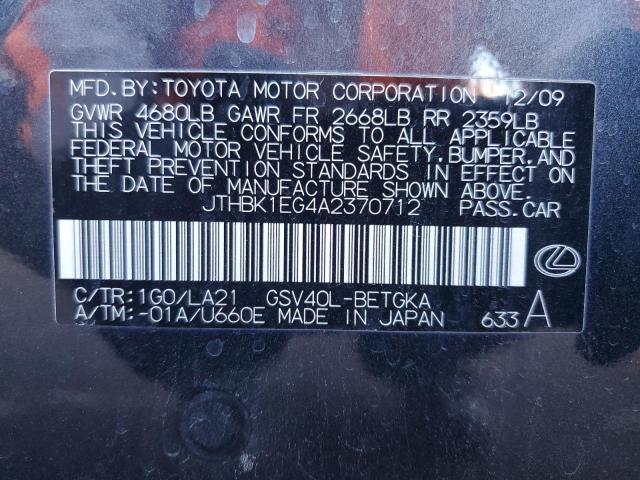 MFD. BY: TOYOTA MOTOR CORPORATION 12/09
GVWR 4680LB GAWR FR 2668LB RR 2359LB
THIS VEHICLE CONFORMS TO ALL APPLICABLE
FEDERAL MOTOR VEHICLE SAFETY, BUMPER, AND
THEFT PREVENTION STANDARDS IN EFFECT ON
THE DATE OF MANUFACTURE SHOWN ABOVE.
JTHBK1EG4A2370712 PASS.CAR
C/TR:1G0/LA21 GSV40L-BETGKA
A/TM:-01A/U660E MADE IN JAPAN 633 A